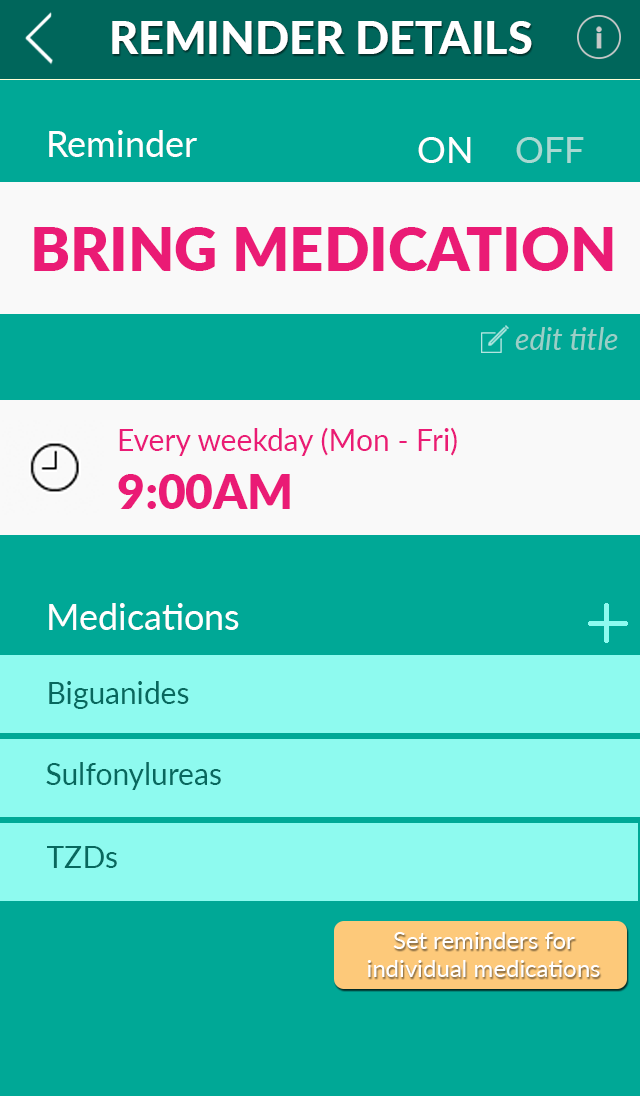 REMINDER DETAILS
Reminder
ON OFF
BRING MEDICATION
edit title
Every weekday (Mon - Fri)
9:00AM
Medications
Biguanides
Sulfonylureas
TZDs
Set reminders for
individual medications